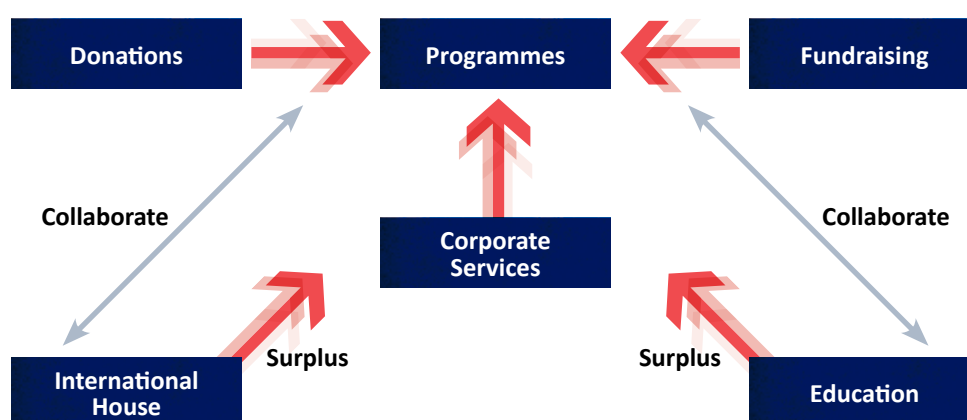 Donations
Programmes
Fundraising
Collaborate
Collaborate
Corporate
Services
Surplus
Surplus
International
House
Education